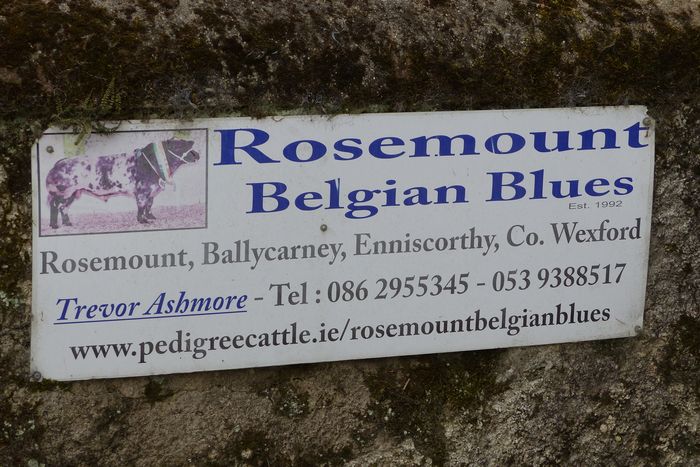 Rosemount
Belgian Blues
Est. 1992
Rosemount, Ballycarney, Enniscorthy, Co. Wexford
Trevor Ashmore - Tel : 086 2955345 - 053 9388517
www.pedigreecattle.ie/rosemountbelgianblues